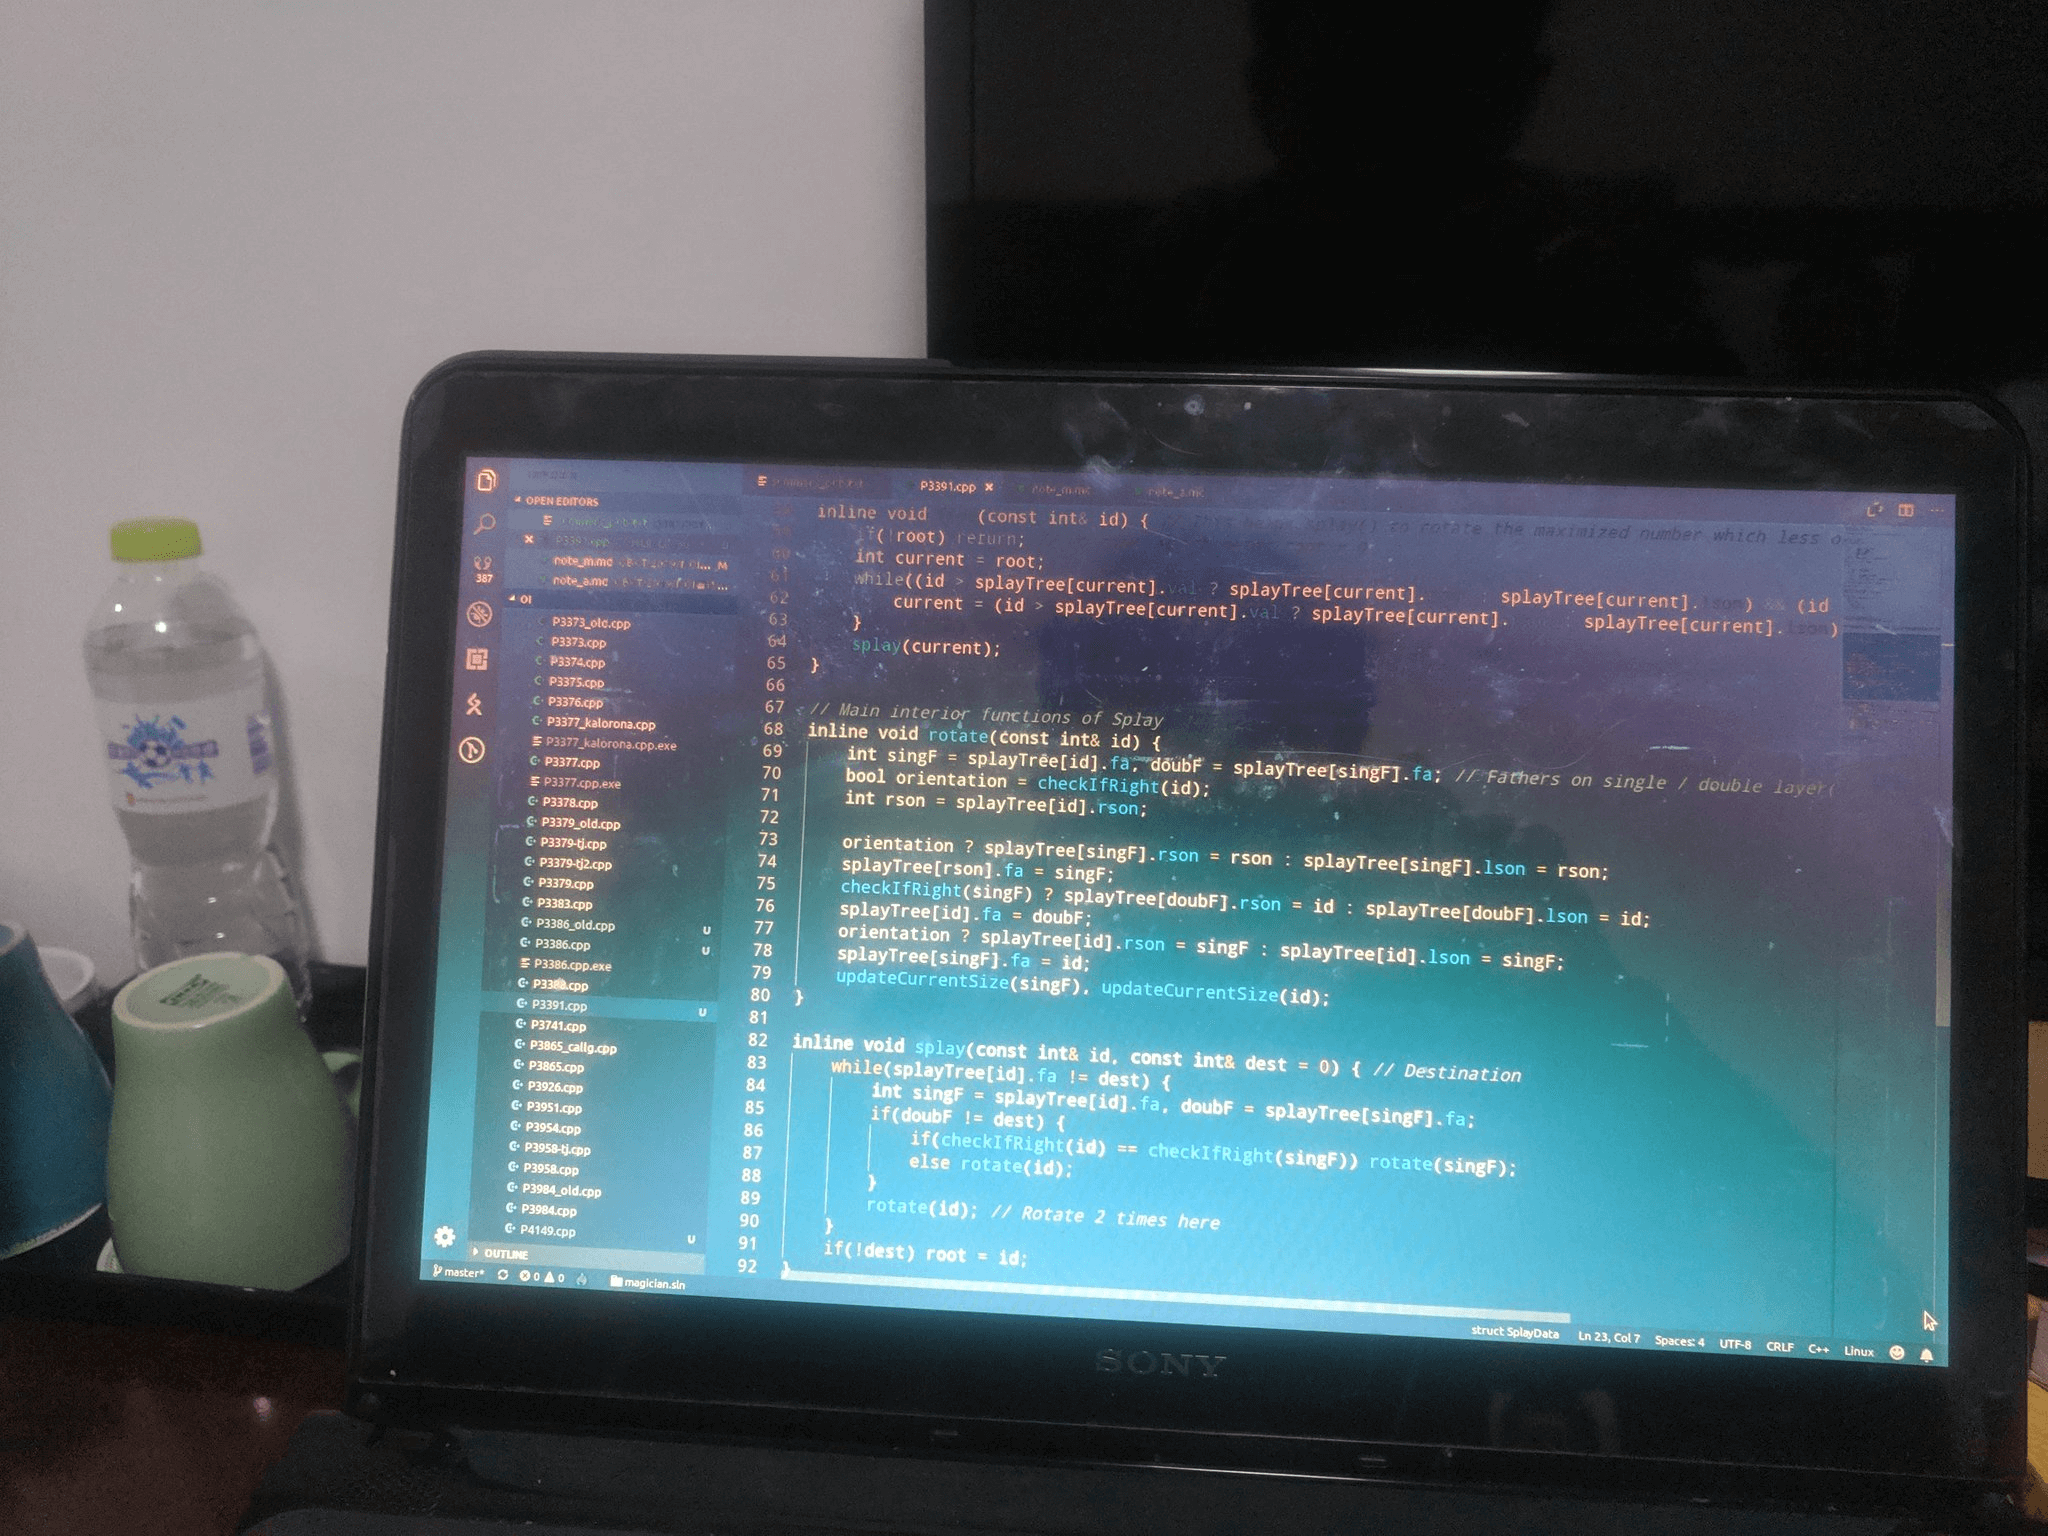 OPEN EDITORS
P3391.cpp
note_m.md
note_a.md
387
OI
P3373_old.cpp
P3373.cpp
P3374.cpp
P3375.cpp
P3376.cpp
P3377_kalorona.cpp
P3377_kalorona.cpp.exe
P3377.cpp
P3377.cpp.exe
P3378.cpp
P3379_old.cpp
P3379-tj.cpp
P3379-tj2.cpp
P3379.cpp
P3383.cpp
P3386_old.cpp U
P3386.cpp U
P3386.cpp.exe
P3391.cpp U
P3741.cpp
P3865_callg.cpp
P3865.cpp
P3926.cpp
P3951.cpp
P3954.cpp
P3958-tj.cpp
P3958.cpp
P3984_old.cpp
P3984.cpp
P4149.cpp U
OUTLINE
P3391.cpp
inline void (const int& id) { to rotate the maximized number which less
if(!root) return;
int current = root;
61 while((id > splayTree[current].val ? splayTree[current]. splayTree[current].lson) && (id
62 current = (id > splayTree[current].val ? splayTree[current]. splayTree[current].lson)
63 }
64 splay(current);
65 }
66
67 // Main interior functions of Splay
68 inline void rotate(const int& id) {
69 int singF = splayTree[id].fa, doubF = splayTree[singF].fa; // Fathers on single / double layer(
70 bool orientation = checkIfRight(id);
71 int rson = splayTree[id].rson;
72
73 orientation ? splayTree[singF].rson = rson : splayTree[singF].lson = rson;
74 splayTree[rson].fa = singF;
75 checkIfRight(singF) ? splayTree[doubF].rson = id : splayTree[doubF].lson = id;
76 splayTree[id].fa = doubF;
77 orientation ? splayTree[id].rson = singF : splayTree[id].lson = singF;
78 splayTree[singF].fa = id;
79 updateCurrentSize(singF), updateCurrentSize(id);
80 }
81
82 inline void splay(const int& id, const int& dest = 0) { // Destination
83 while(splayTree[id].fa != dest) {
84 int singF = splayTree[id].fa, doubF = splayTree[singF].fa;
85 if(doubF != dest) {
86 if(checkIfRight(id) == checkIfRight(singF)) rotate(singF);
87 else rotate(id);
88 }
89 rotate(id); // Rotate 2 times here
90 }
91 if(!dest) root = id;
92 }
master* 0 0 magician.sln
struct SplayData Ln 23, Col 7 Spaces: 4 UTF-8 CRLF C++ Linux
SONY